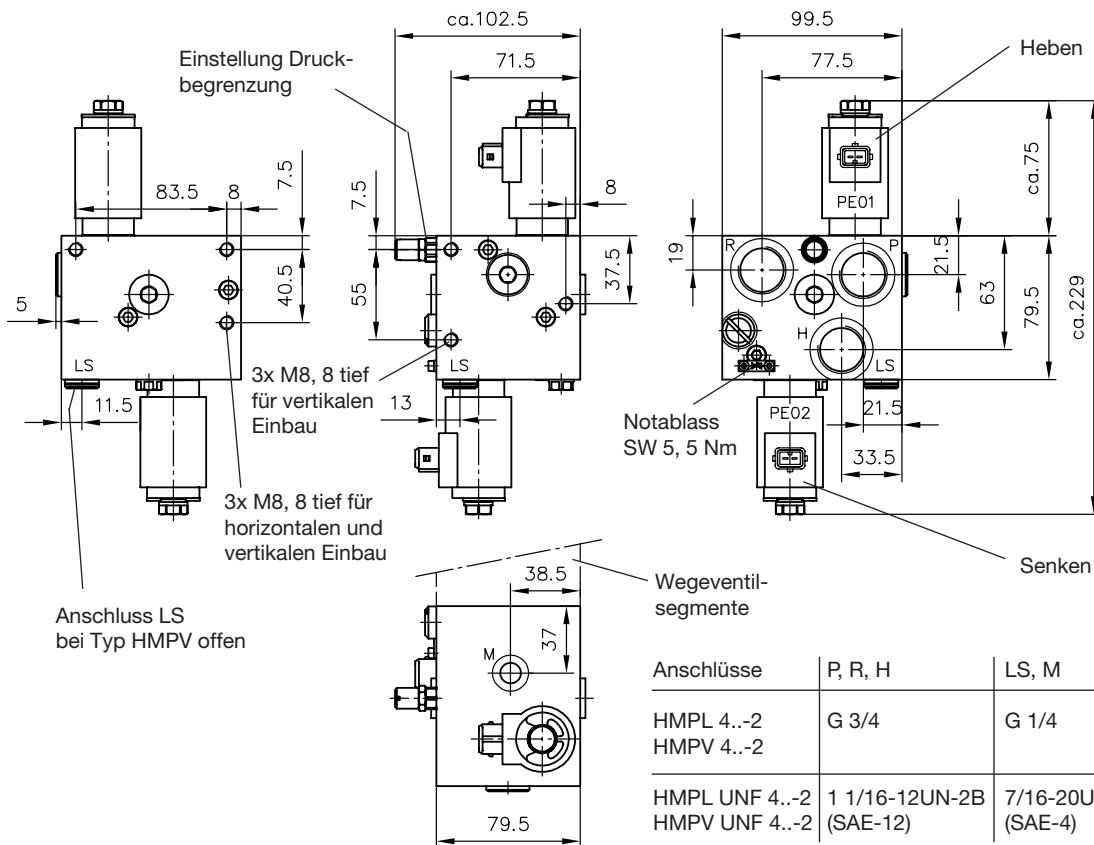 ca.102.5
71.5
99.5
77.5
Einstellung Druck-
begrenzung
Heben
7.5
83.5
8
7.5
8
ca.75
PE01
R
P
19
21.5
40.5
55
37.5
63
79.5
ca.229
5
H
LS
LS
LS
11.5
13
3x M8, 8 tief
für vertikalen
Einbau
Notablass
SW 5, 5 Nm
PE02
21.5
33.5
3x M8, 8 tief für
horizontalen und
vertikalen Einbau
Senken
Anschluss LS
bei Typ HMPV offen
38.5
Wegeventil-
segmente
37
M
79.5
Anschlüsse P, R, H LS, M
HMPL 4..-2 G 3/4 G 1/4
HMPV 4..-2
HMPL UNF 4..-2 1 1/16-12UN-2B 7/16-20U
HMPV UNF 4..-2 (SAE-12) (SAE-4)